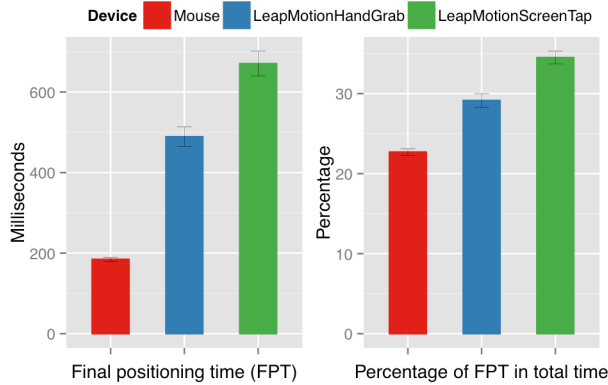 Device Mouse LeapMotionHandGrab LeapMotionScreenTap
Milliseconds
600
400
200
0
Final positioning time (FPT)
Percentage
30
20
10
0
Percentage of FPT in total time